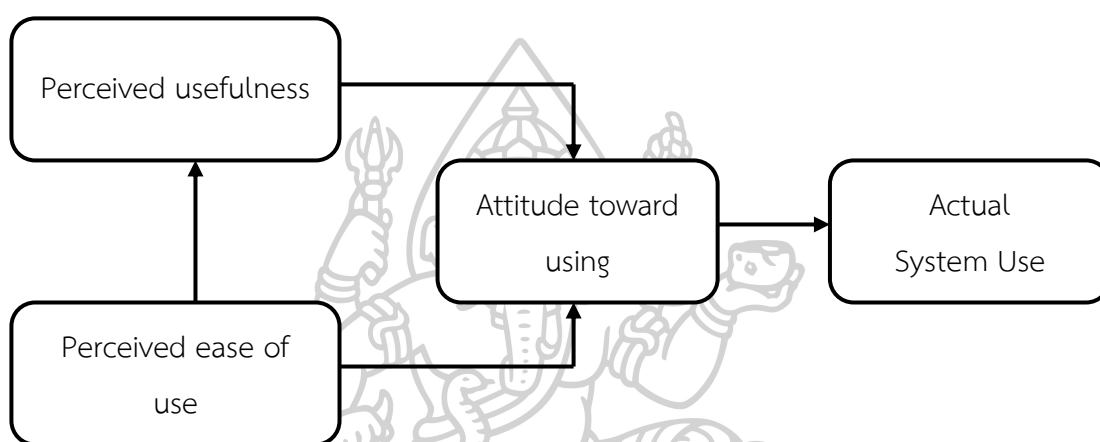 Perceived usefulness
Attitude toward
using
Actual
System Use
Perceived ease of
use